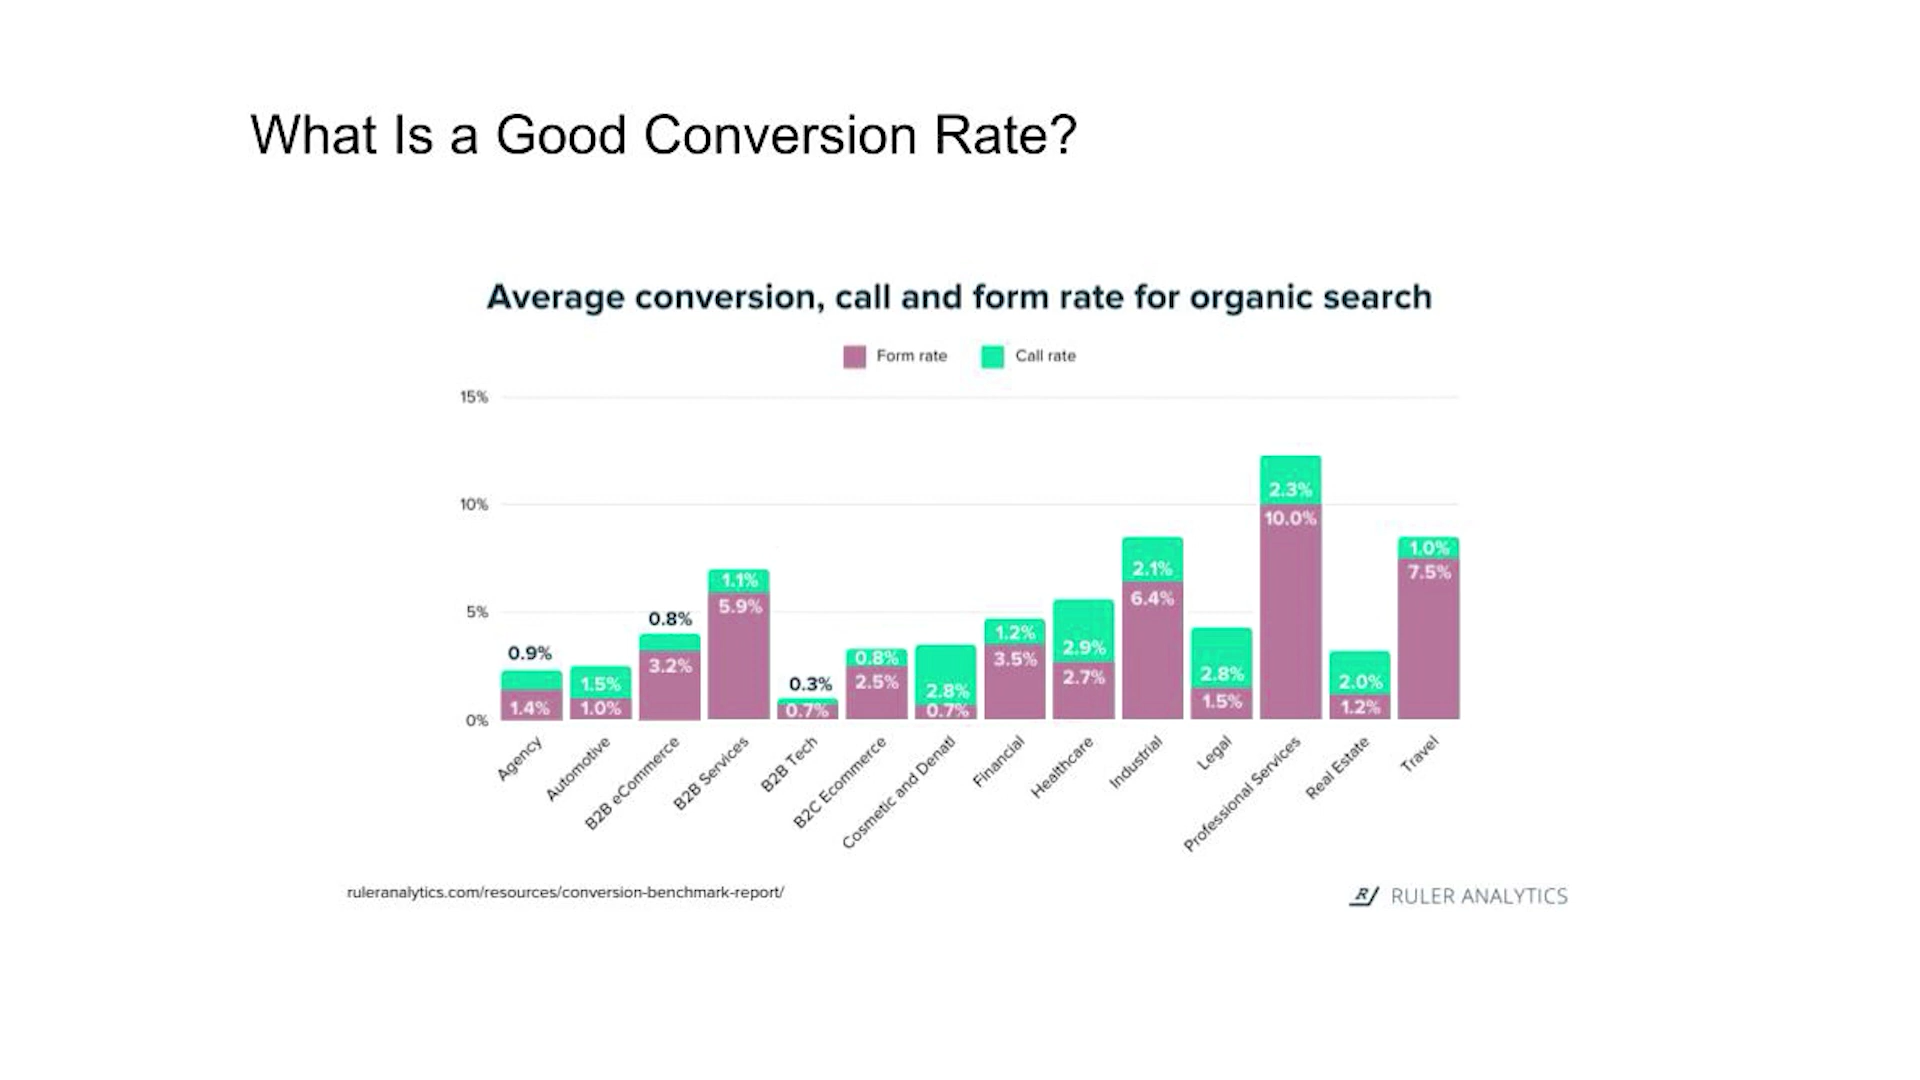 What Is a Good Conversion Rate?
Average conversion, call and form rate for organic search
Form rate
Call rate
15%
10%
5%
0%
0.9%
1.4%
1.5%
1.0%
0.8%
3.2%
1.1%
5.9%
0.3%
0.7%
0.8%
2.5%
2.8%
0.7%
1.2%
3.5%
2.9%
2.7%
2.1%
6.4%
2.8%
1.5%
2.3%
10.0%
2.0%
1.2%
1.0%
7.5%
Agency
Automotive
B2B eCommerce
B2B Services
B2B Tech
B2C Ecommerce
Cosmetic and Denatl
Financial
Healthcare
Industrial
Legal
Professional Services
Real Estate
Travel
ruleranalytics.com/resources/conversion-benchmark-report/
R/ RULER ANALYTICS